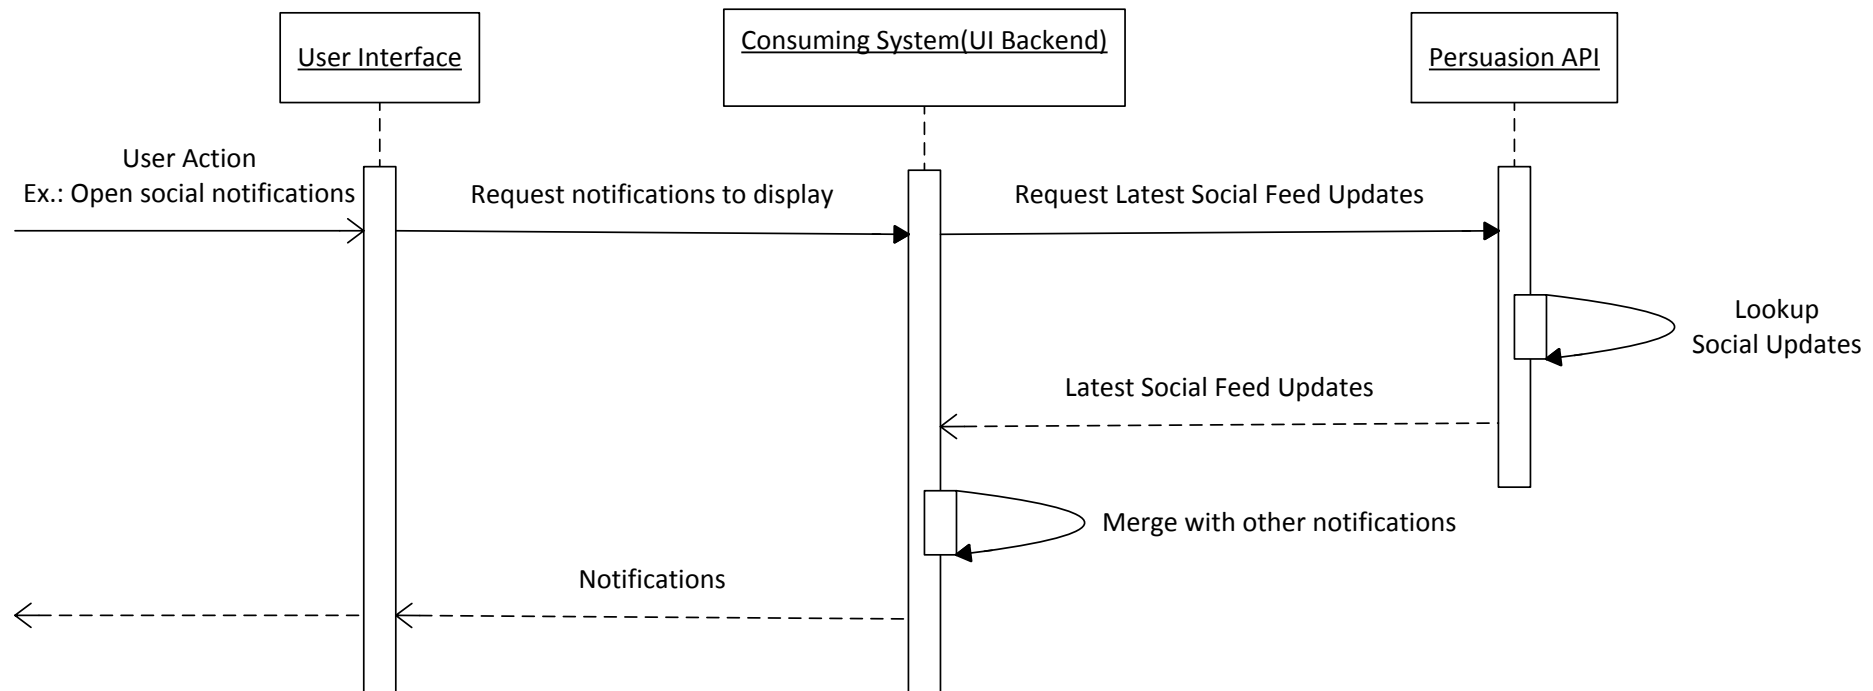 User Interface
Consuming System(UI Backend)
Persuasion API
User Action
Ex.: Open social notifications
Request notifications to display
Request Latest Social Feed Updates
Lookup
Social Updates
Latest Social Feed Updates
Merge with other notifications
Notifications